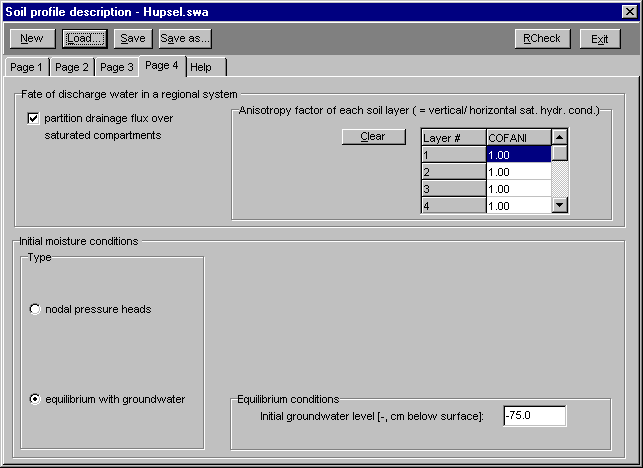 Soil profile description - Hupsel.swa
New Load... Save Save as... RCheck Exit
Page 1 Page 2 Page 3 Page 4 Help
Fate of discharge water in a regional system
partition drainage flux over
saturated compartments
Anisotropy factor of each soil layer ( = vertical/ horizontal sat. hydr. cond.)
Clear
Layer # COFANI
1 1.00
2 1.00
3 1.00
4 1.00
Initial moisture conditions
Type
nodal pressure heads
equilibrium with groundwater
Equilibrium conditions
Initial groundwater level [-, cm below surface]: -75.0